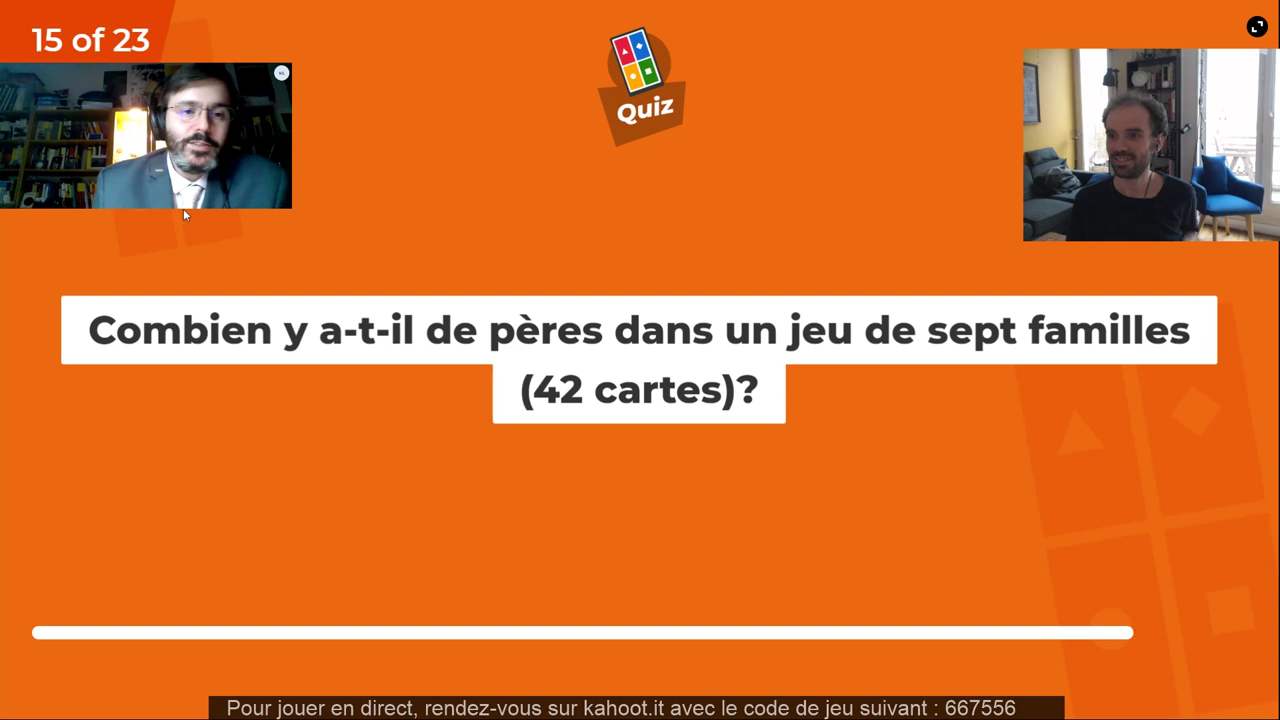 15 of 23
Quiz
Combien y a-t-il de pères dans un jeu de sept familles
(42 cartes)?
Pour jouer en direct, rendez-vous sur kahoot.it avec le code de jeu suivant : 667556